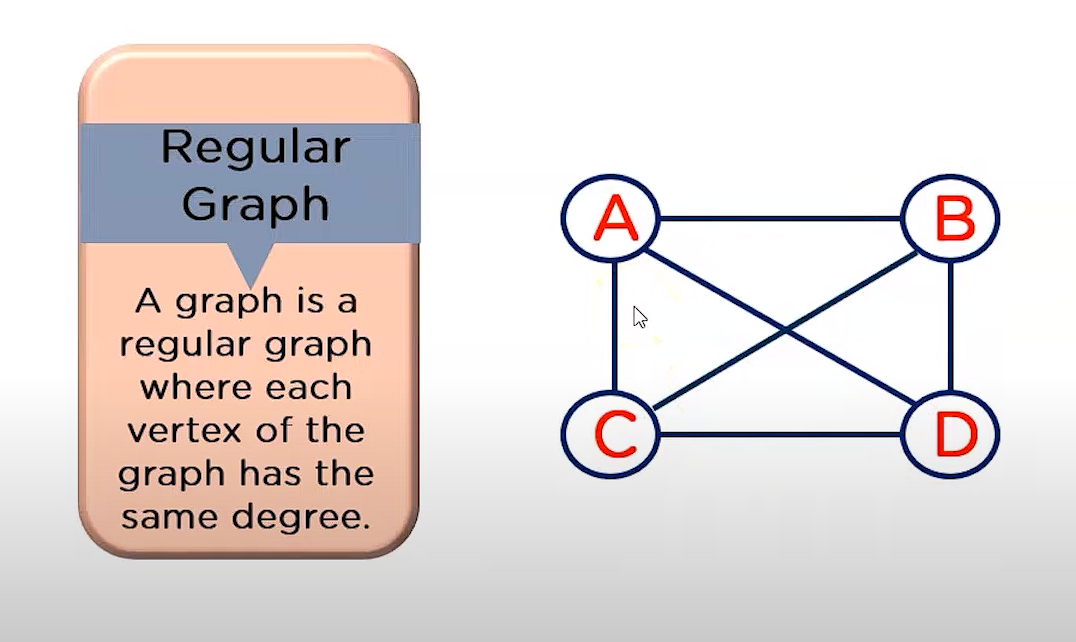 Regular
Graph
A graph is a
regular graph
where each
vertex of the
graph has the
same degree.
A
B
C
D